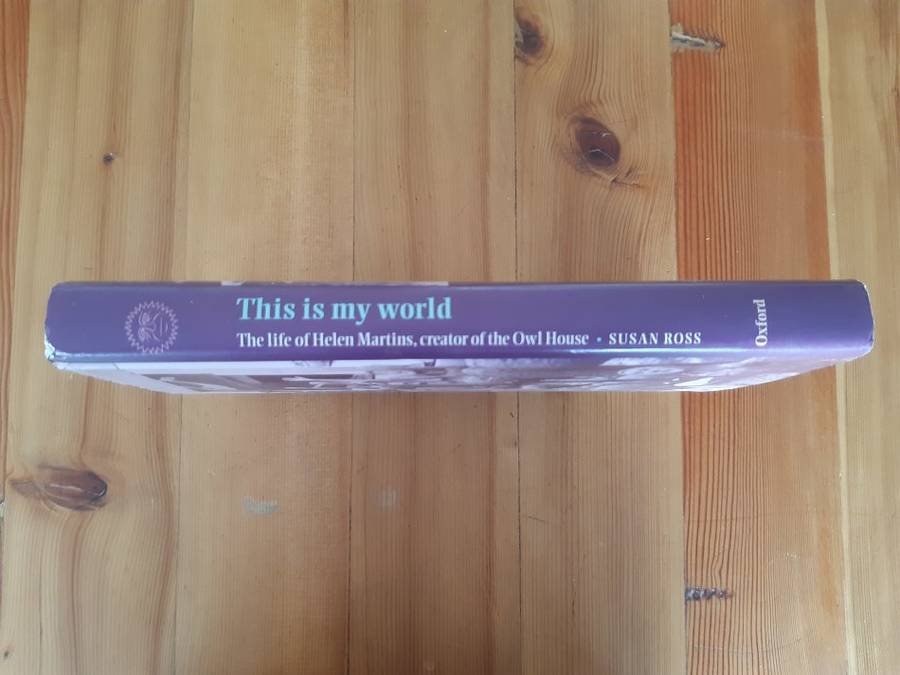 This is my world
The life of Helen Martins, creator of the Owl House • SUSAN ROSS
Oxford